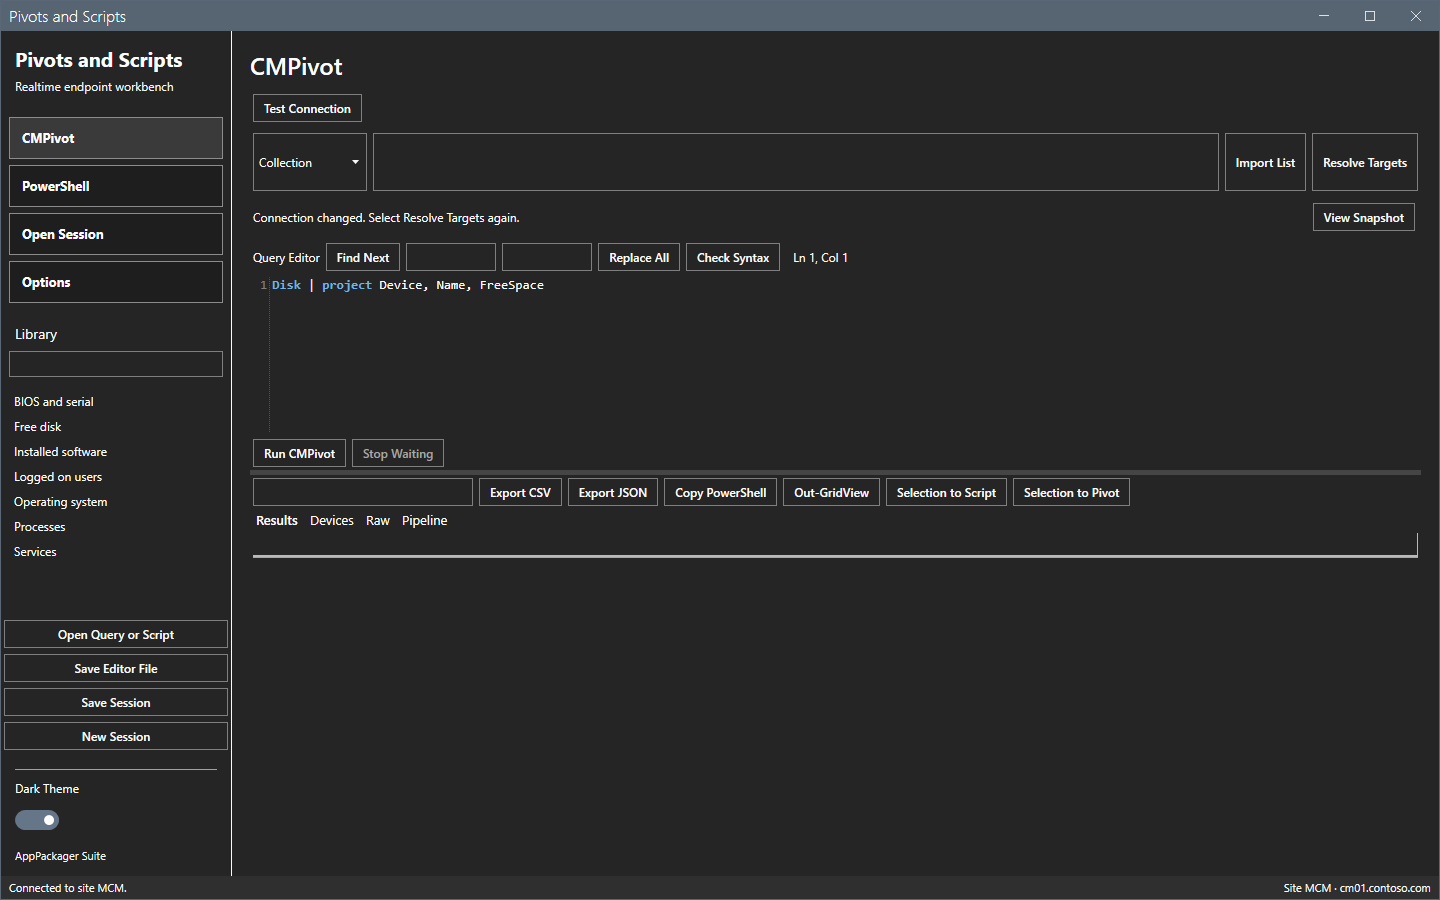 Pivots and Scripts
Pivots and Scripts
Realtime endpoint workbench
CMPivot
PowerShell
Open Session
Options
Library
BIOS and serial
Free disk
Installed software
Logged on users
Operating system
Processes
Services
Open Query or Script
Save Editor File
Save Session
New Session
Dark Theme
AppPackager Suite
CMPivot
Test Connection
Collection
Import List
Resolve Targets
Connection changed. Select Resolve Targets again.
View Snapshot
Query Editor
Find Next
Replace All
Check Syntax
Ln 1, Col 1
1 Disk | project Device, Name, FreeSpace
Run CMPivot
Stop Waiting
Export CSV
Export JSON
Copy PowerShell
Out-GridView
Selection to Script
Selection to Pivot
Results
Devices
Raw
Pipeline
Connected to site MCM.
Site MCM · cm01.contoso.com